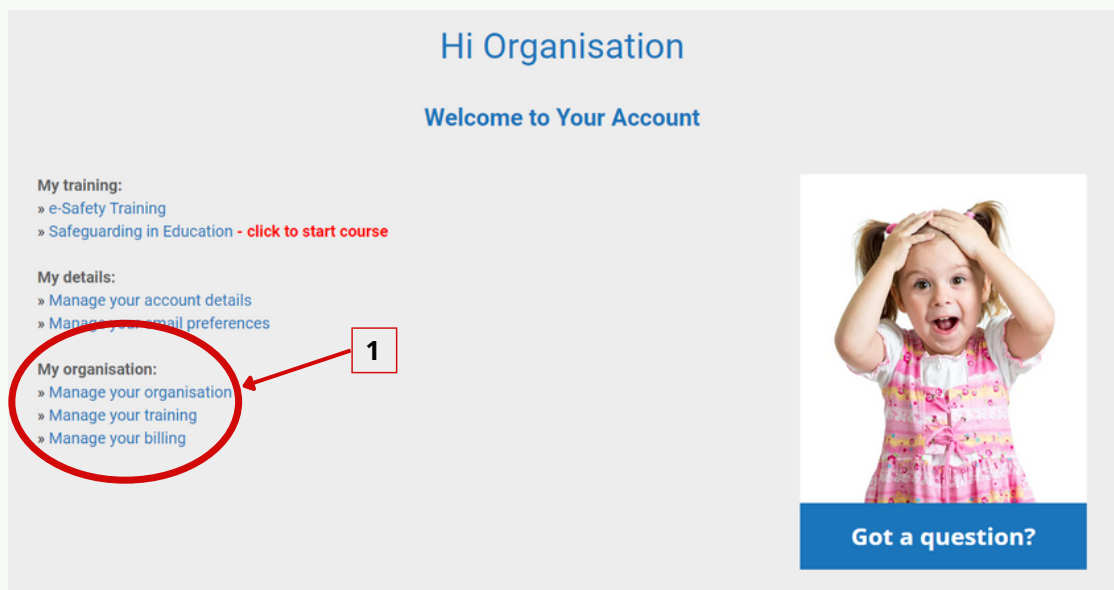 Hi Organisation
Welcome to Your Account
My training:
» e-Safety Training
» Safeguarding in Education - click to start course
My details:
» Manage your account details
» Manage your email preferences
1
My organisation:
» Manage your organisation
» Manage your training
» Manage your billing
Got a question?